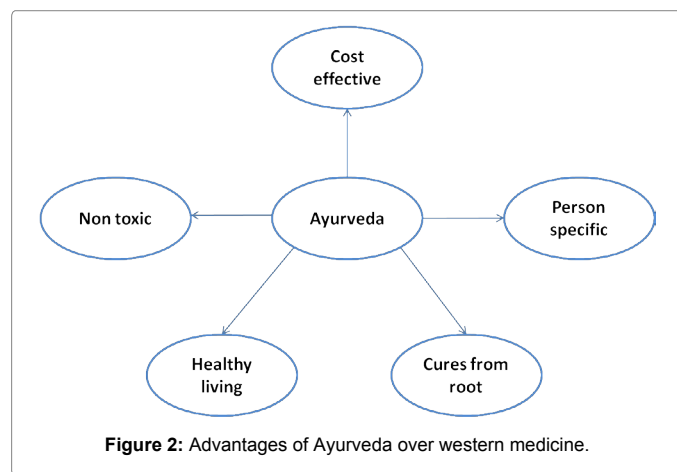 Cost
effective
Non toxic
Ayurveda
Person
specific
Healthy
living
Cures from
root
Figure 2: Advantages of Ayurveda over western medicine.